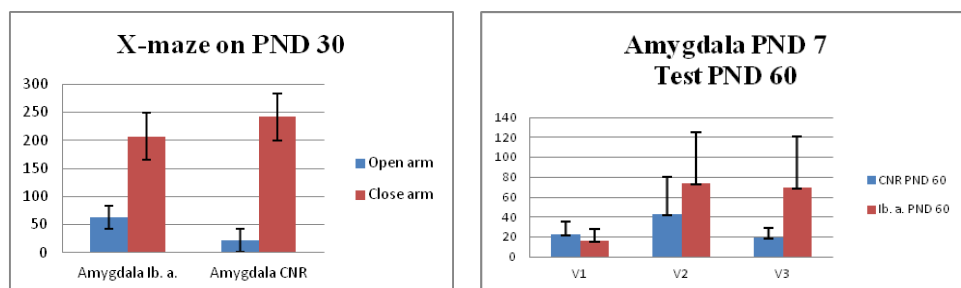 X-maze on PND 30
300
250
200
150
100
50
0
Amygdala Ib. a.
Amygdala CNR
Open arm
Close arm
Amygdala PND 7
Test PND 60
140
120
100
80
60
40
20
0
V1
V2
V3
CNR PND 60
Ib. a. PND 60